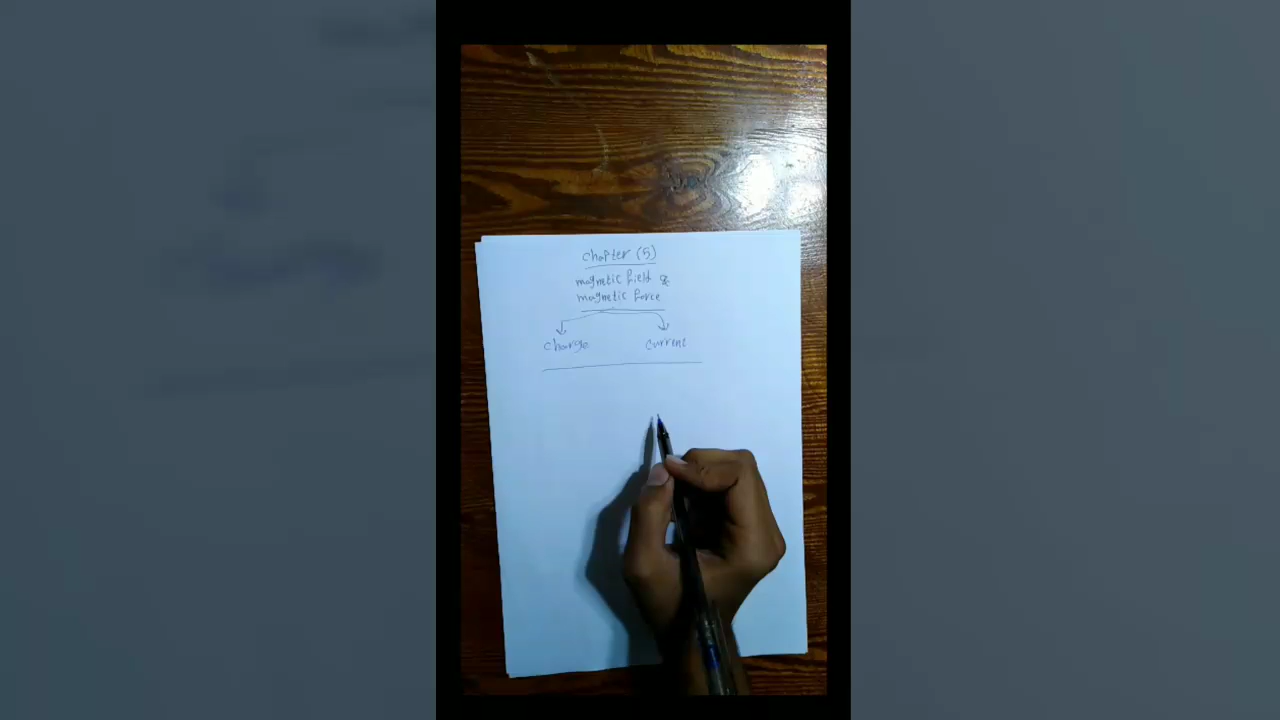 chapter (5)
magnetic field &
magnetic force
charge current